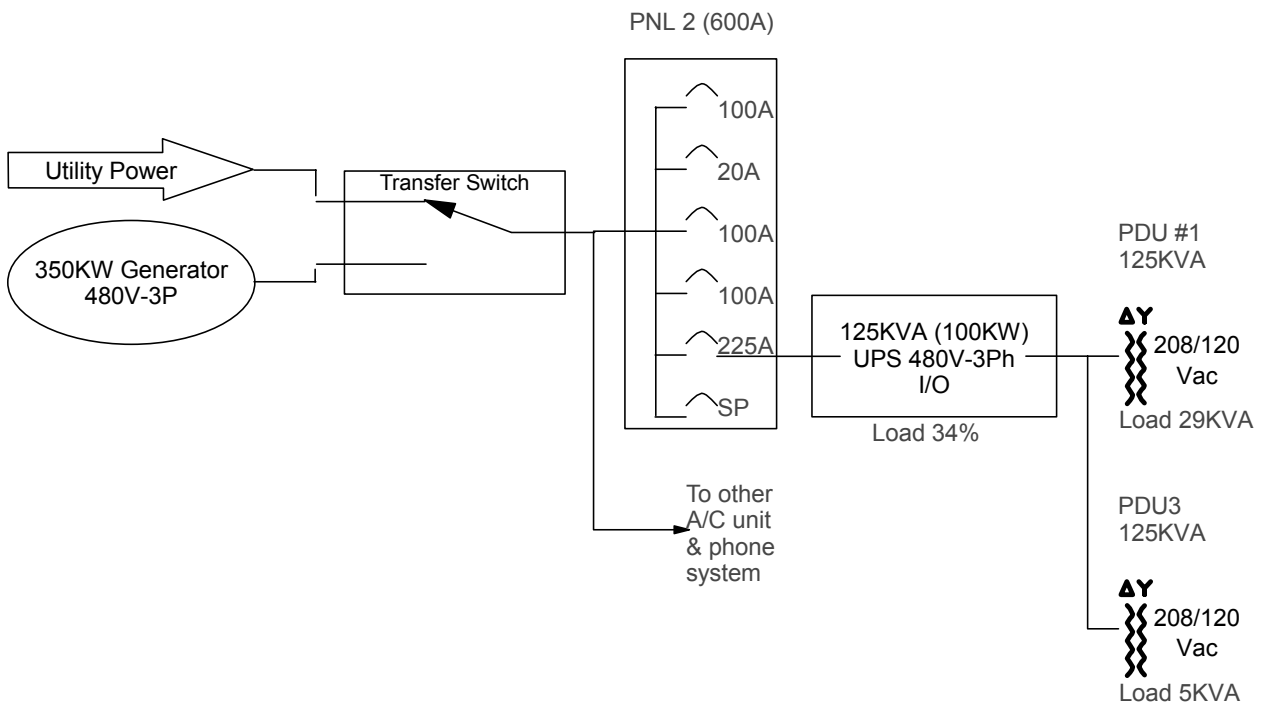 PNL 2 (600A)
100A
20A
100A
100A
225A
SP
Utility Power
350KW Generator
480V-3P
Transfer Switch
To other
A/C unit
& phone
system
125KVA (100KW)
UPS 480V-3Ph
I/O
Load 34%
PDU #1
125KVA
ΔY
208/120
Vac
Load 29KVA
PDU3
125KVA
ΔY
208/120
Vac
Load 5KVA